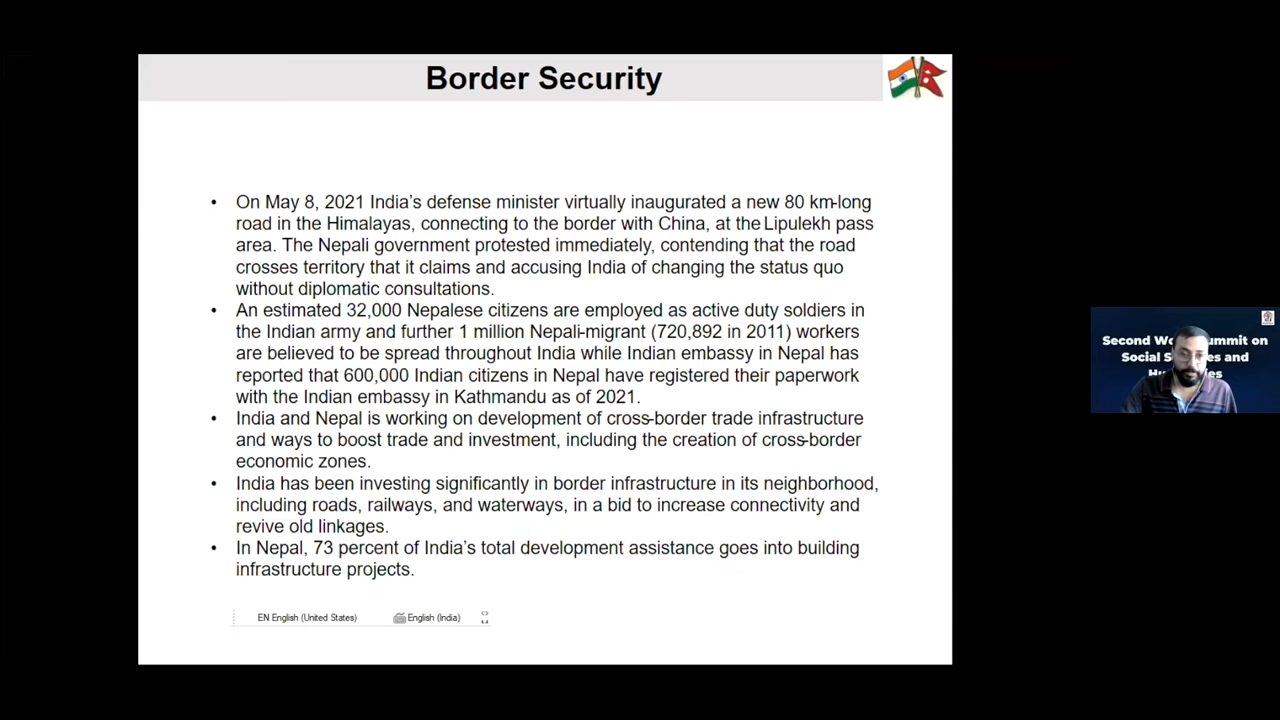 Border Security
• On May 8, 2021 India's defense minister virtually inaugurated a new 80 km-long
road in the Himalayas, connecting to the border with China, at the Lipulekh pass
area. The Nepali government protested immediately, contending that the road
crosses territory that it claims and accusing India of changing the status quo
without diplomatic consultations.
• An estimated 32,000 Nepalese citizens are employed as active duty soldiers in
the Indian army and further 1 million Nepali-migrant (720,892 in 2011) workers
are believed to be spread throughout India while Indian embassy in Nepal has
reported that 600,000 Indian citizens in Nepal have registered their paperwork
with the Indian embassy in Kathmandu as of 2021.
• India and Nepal is working on development of cross-border trade infrastructure
and ways to boost trade and investment, including the creation of cross-border
economic zones.
• India has been investing significantly in border infrastructure in its neighborhood,
including roads, railways, and waterways, in a bid to increase connectivity and
revive old linkages.
• In Nepal, 73 percent of India's total development assistance goes into building
infrastructure projects.
EN English (United States) English (India)
Second Wo ummit on
Social S es and
Hu ies